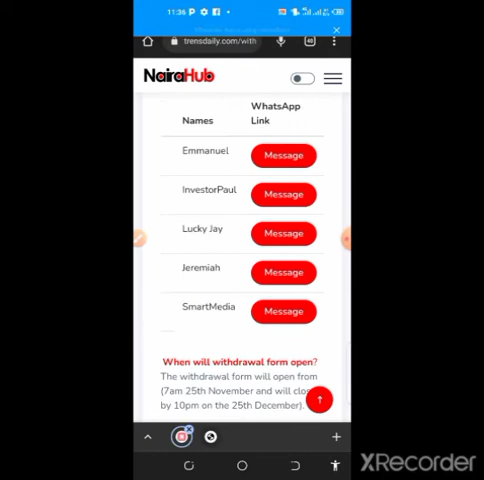 11:36
trensdaily.com/with
NairaHub
Names
WhatsApp Link
Emmanuel
Message
InvestorPaul
Message
Lucky Jay
Message
Jeremiah
Message
SmartMedia
Message
When will withdrawal form open?
The withdrawal form will open from
(7am 25th November and will
by 10pm on the 25th December).
XRecorder